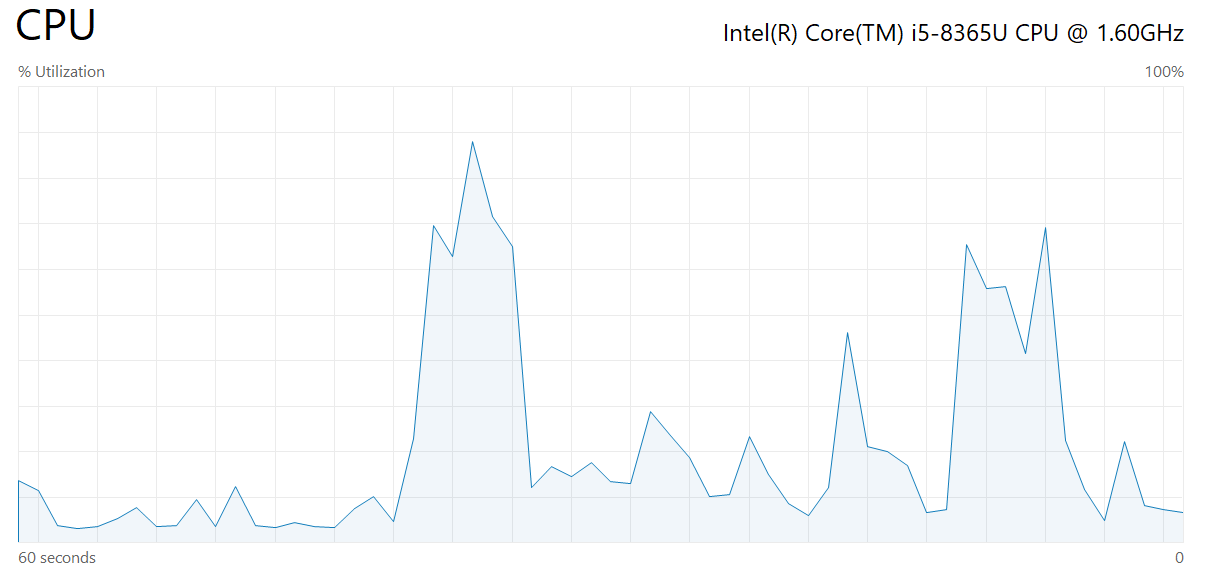 CPU
Intel(R) Core(TM) i5-8365U CPU @ 1.60GHz
% Utilization
100%
60 seconds
0